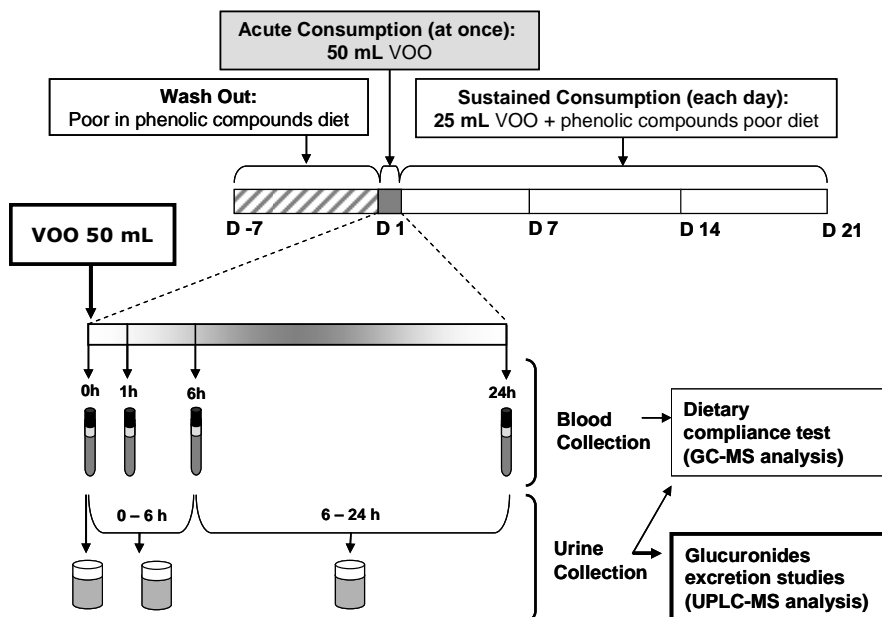 Acute Consumption (at once):
50 mL VOO
Wash Out:
Poor in phenolic compounds diet
Sustained Consumption (each day):
25 mL VOO + phenolic compounds poor diet
D -7
D 1
D 7
D 14
D 21
VOO 50 mL
0h
1h
6h
24h
Blood
Collection
Dietary
compliance test
(GC-MS analysis)
0 – 6 h
6 – 24 h
Urine
Collection
Glucuronides
excretion studies
(UPLC-MS analysis)